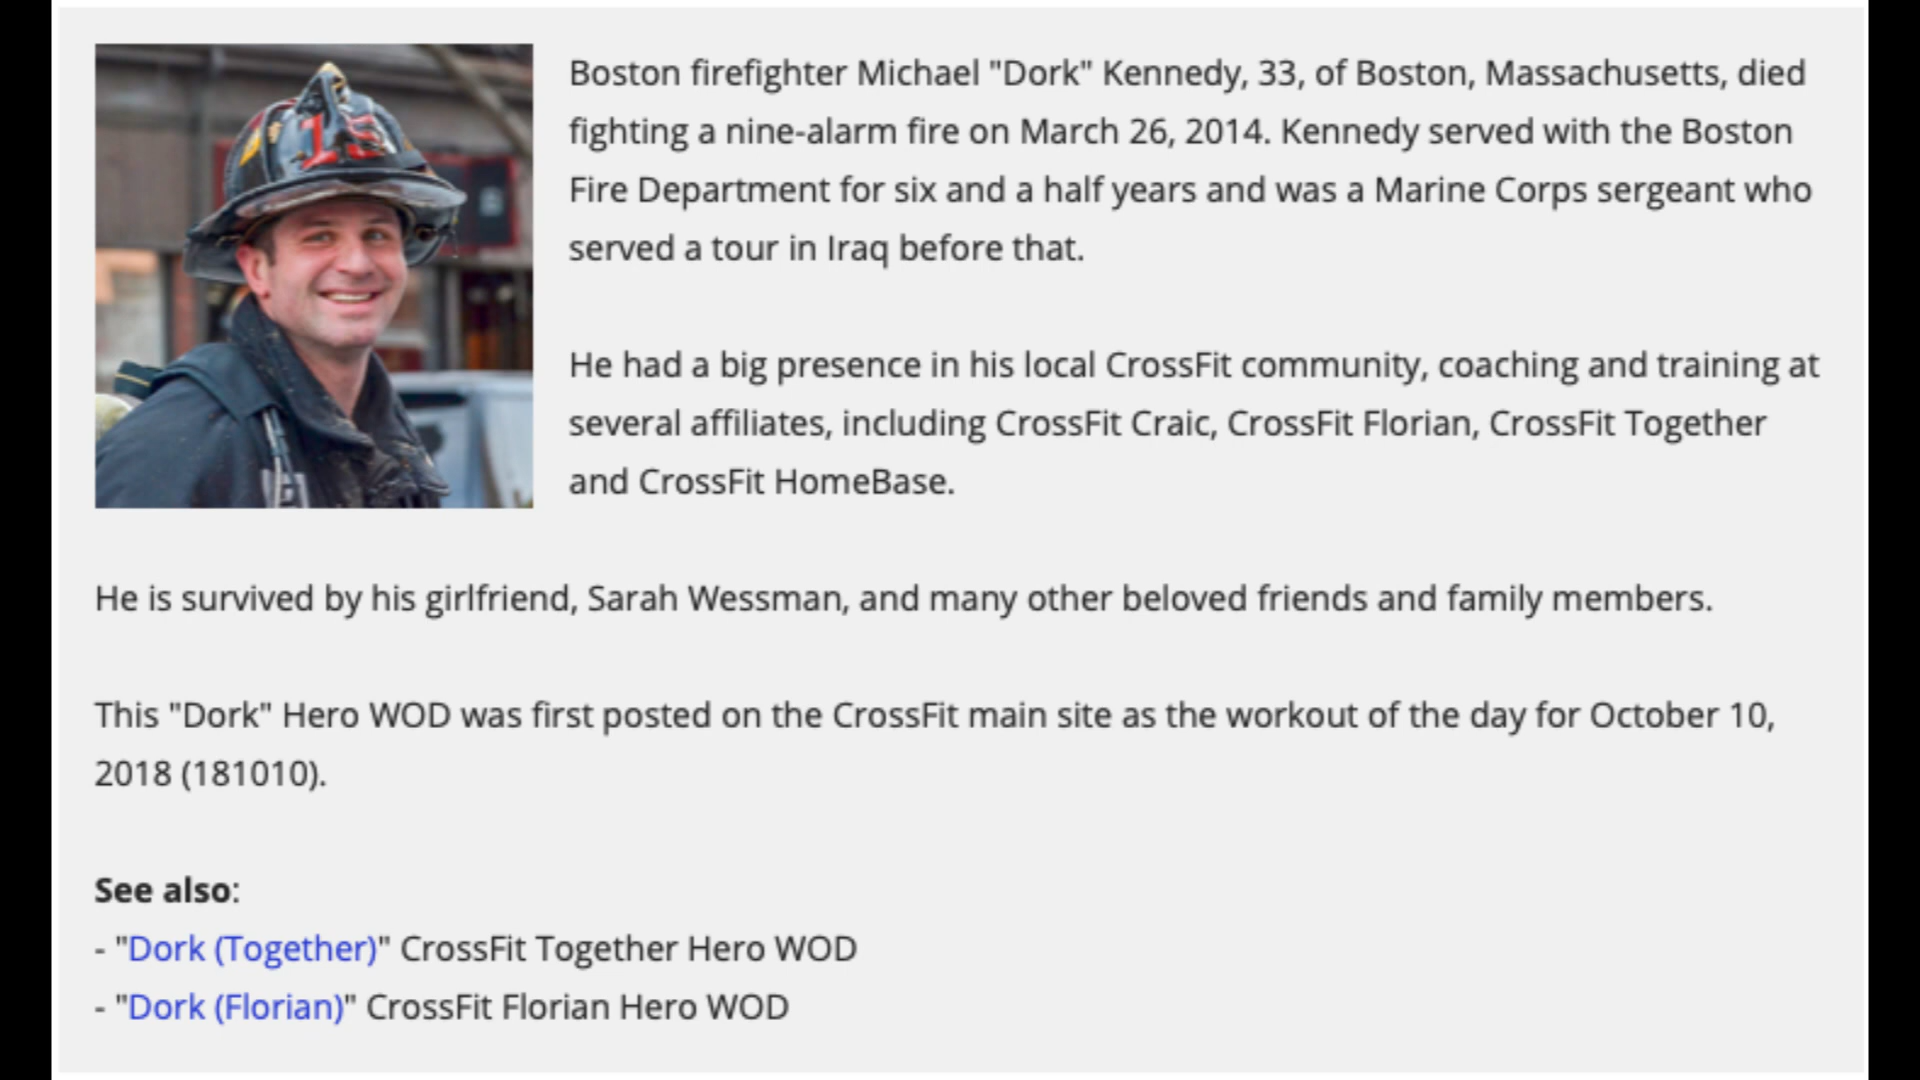 Boston firefighter Michael "Dork" Kennedy, 33, of Boston, Massachusetts, died
fighting a nine-alarm fire on March 26, 2014. Kennedy served with the Boston
Fire Department for six and a half years and was a Marine Corps sergeant who
served a tour in Iraq before that.
He had a big presence in his local CrossFit community, coaching and training at
several affiliates, including CrossFit Craic, CrossFit Florian, CrossFit Together
and CrossFit HomeBase.
He is survived by his girlfriend, Sarah Wessman, and many other beloved friends and family members.
This "Dork" Hero WOD was first posted on the CrossFit main site as the workout of the day for October 10,
2018 (181010).
See also:
- "Dork (Together)" CrossFit Together Hero WOD
- "Dork (Florian)" CrossFit Florian Hero WOD